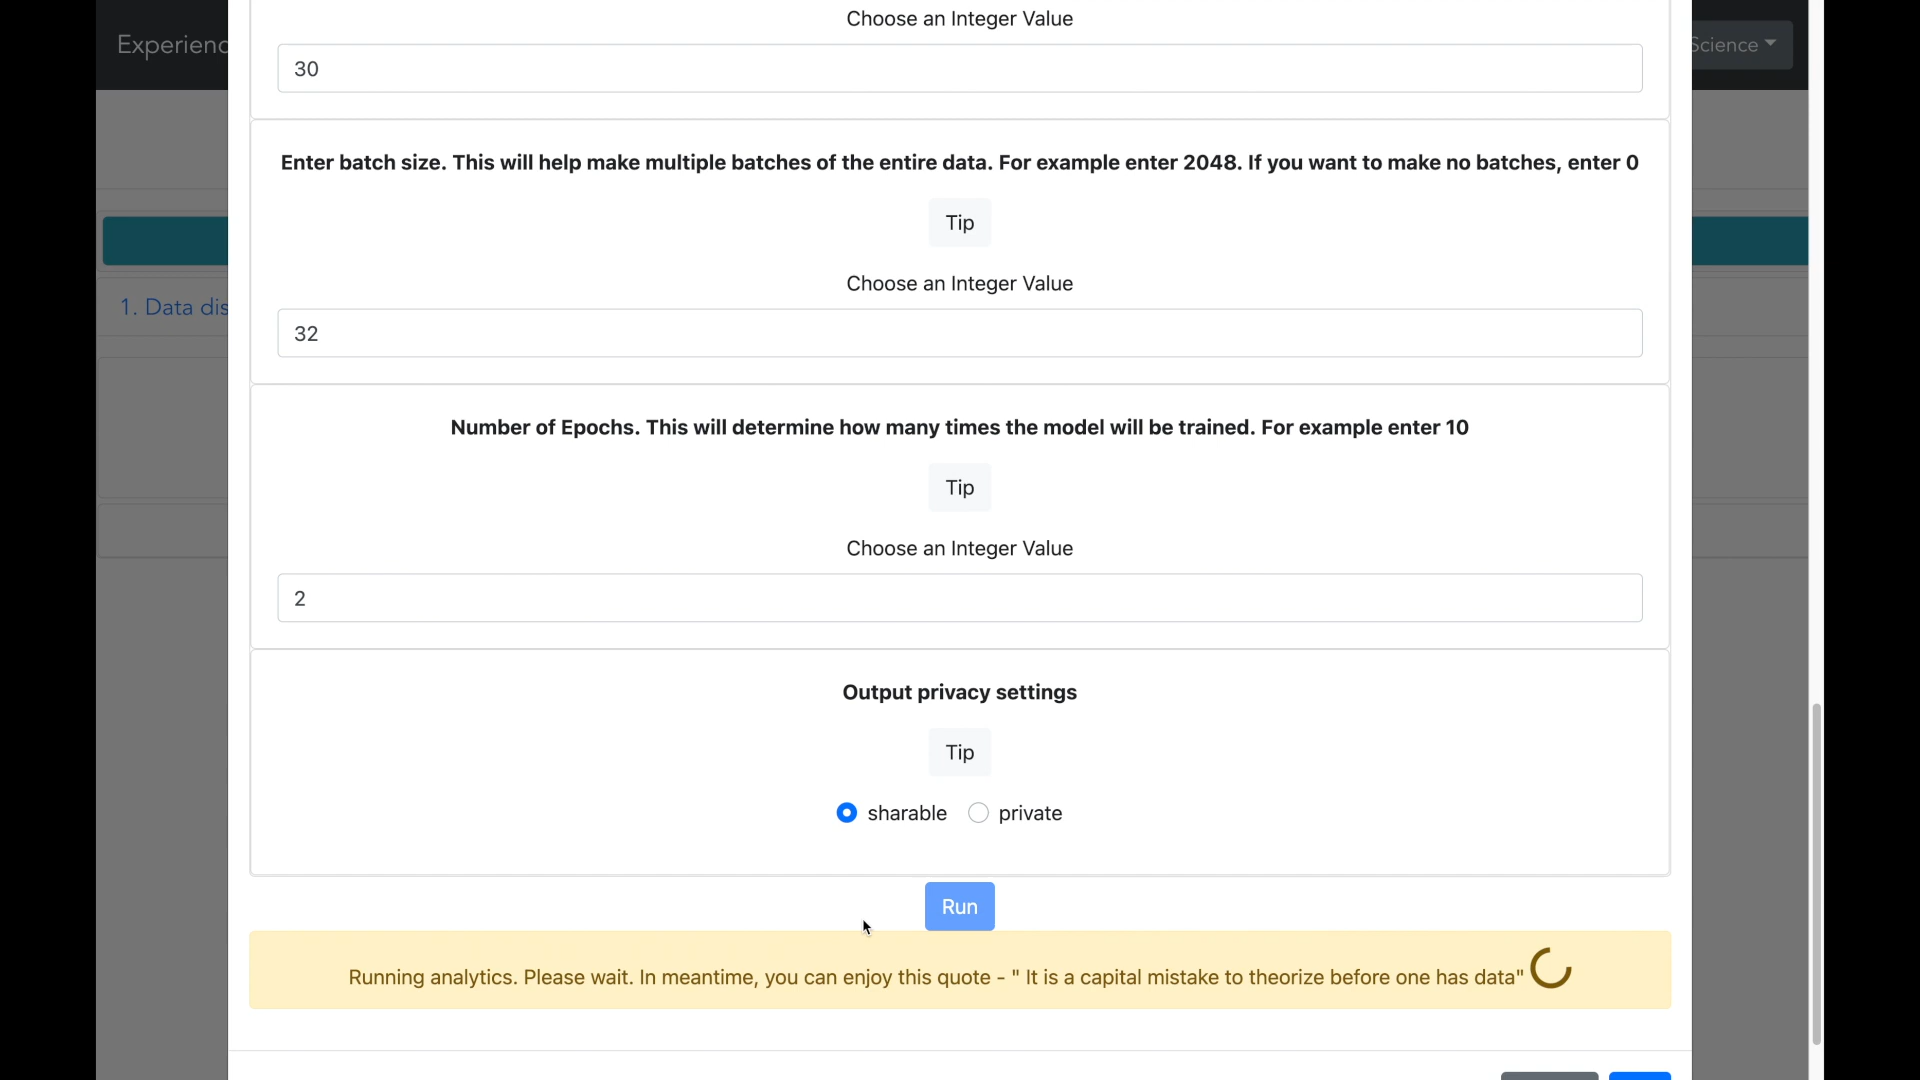 Choose an Integer Value
Experienc
Science
30
Enter batch size. This will help make multiple batches of the entire data. For example enter 2048. If you want to make no batches, enter 0
Tip
Choose an Integer Value
1. Data dis
32
Number of Epochs. This will determine how many times the model will be trained. For example enter 10
Tip
Choose an Integer Value
2
Output privacy settings
Tip
sharable private
Run
Running analytics. Please wait. In meantime, you can enjoy this quote - " It is a capital mistake to theorize before one has data"